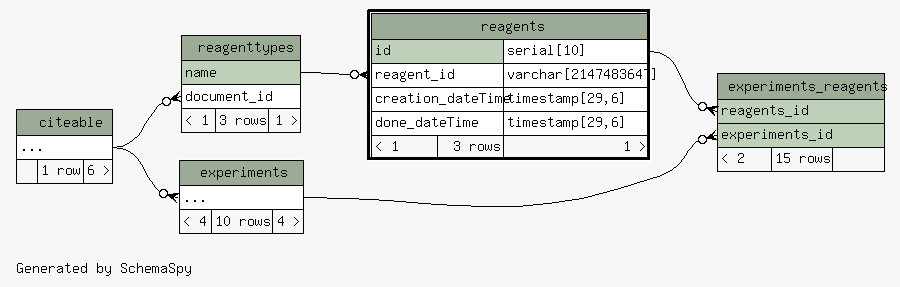 citeable
...
1 row 6 >
reagenttypes
name
document_id
< 1 3 rows 1 >
experiments
...
< 4 10 rows 4 >
reagents
id serial[10]
reagent_id varchar[2147483647]
creation_dateTime timestamp[29,6]
done_dateTime timestamp[29,6]
< 1 3 rows 1 >
experiments_reagents
reagents_id
experiments_id
< 2 15 rows
Generated by SchemaSpy